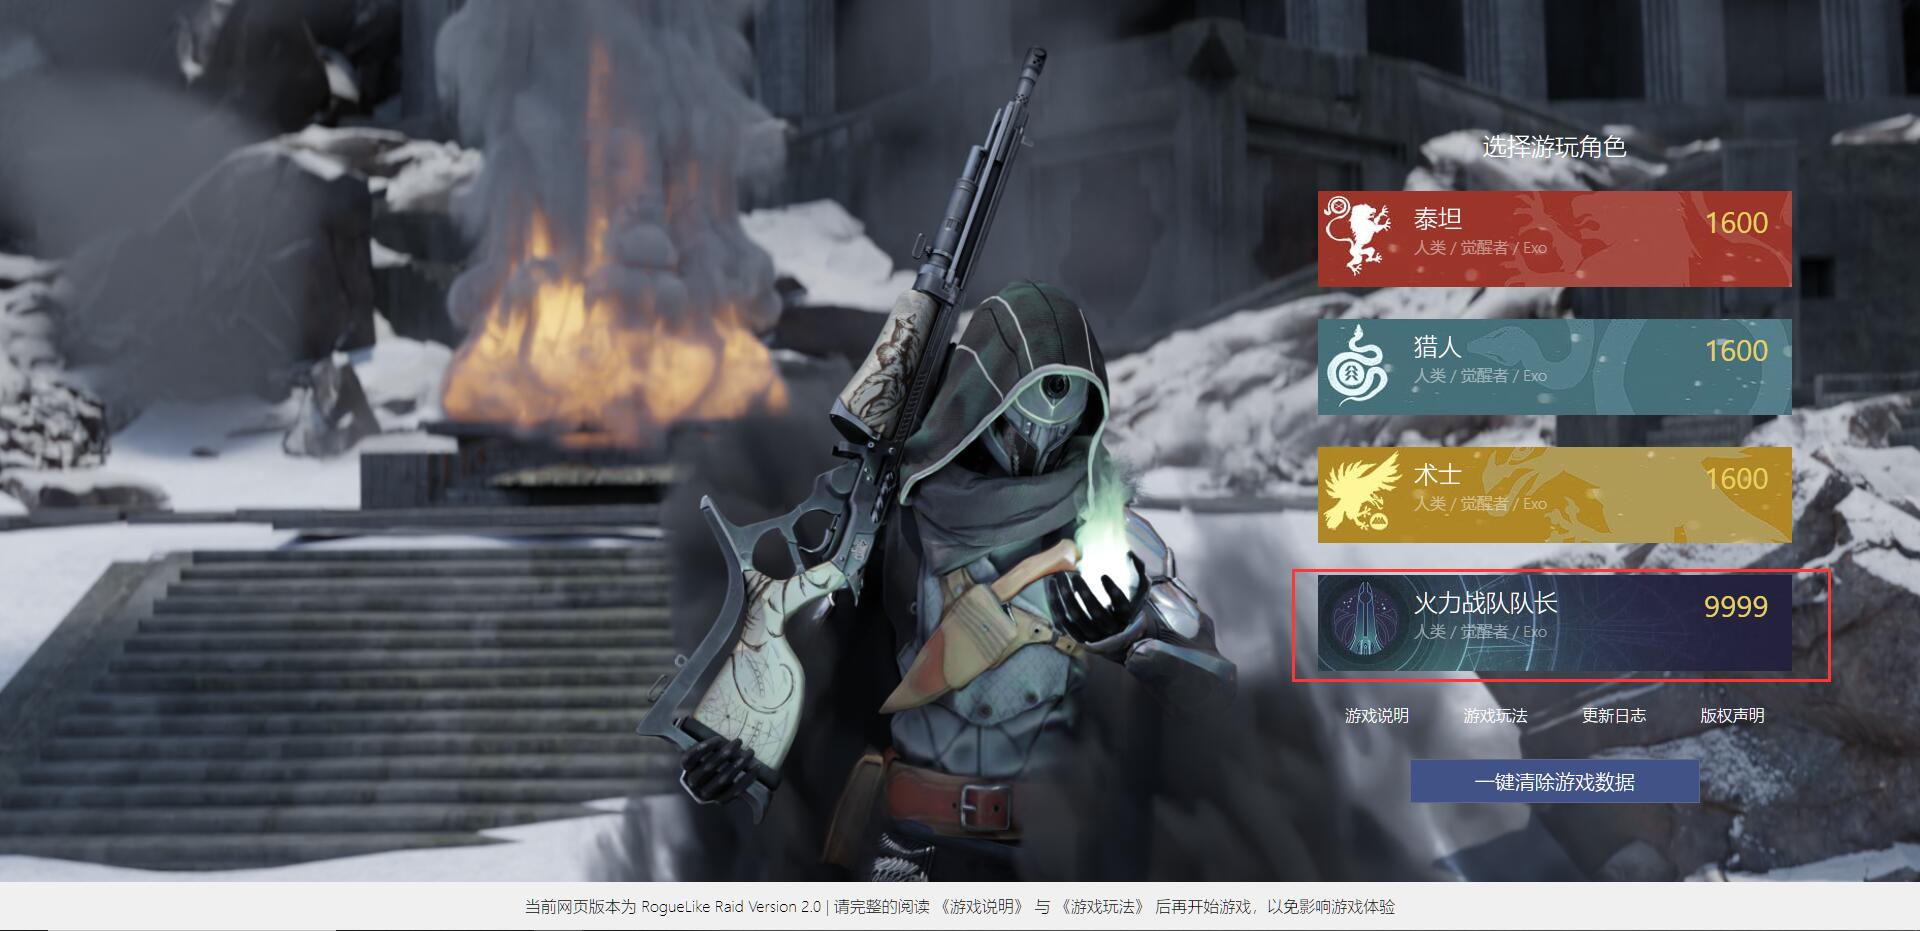 选择游玩角色
泰坦
1600
人类 / 觉醒者 / Exo
猎人
1600
人类 / 觉醒者 / Exo
术士
1600
人类 / 觉醒者 / Exo
火力战队队长
9999
人类 / 觉醒者 / Exo
游戏说明 游戏玩法 更新日志 版权声明
一键清除游戏数据
当前网页版本为 RogueLike Raid Version 2.0 | 请完整的阅读 《游戏说明》 与 《游戏玩法》 后再开始游戏，以免影响游戏体验